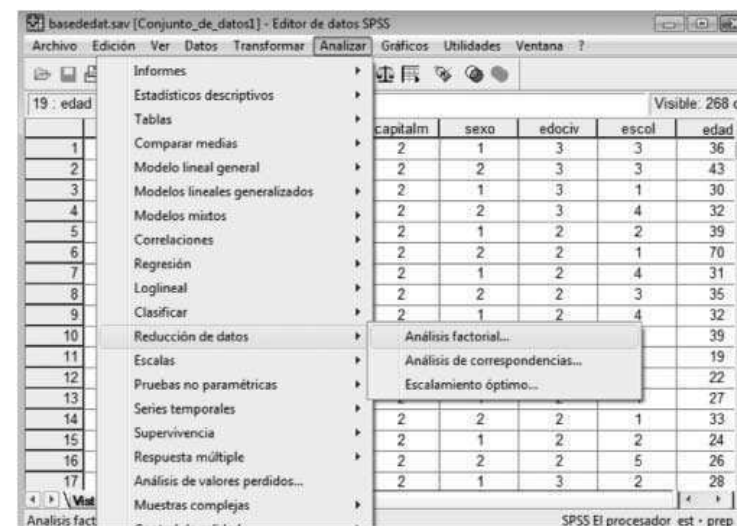 basededat.sav [Conjunto_de_datos1] - Editor de datos SPSS
Archivo Edición Ver Datos Transformar Analizar Gráficos Utilidades Ventana ?
19 : edad
Visible: 268 d
Informes
Estadísticos descriptivos
Tablas
Comparar medias
Modelo lineal general
Modelos lineales generalizados
Modelos mixtos
Correlaciones
Regresión
Loglineal
Clasificar
Reducción de datos
Escalas
Pruebas no paramétricas
Series temporales
Supervivencia
Respuesta múltiple
Análisis de valores perdidos...
Muestras complejas
Análisis factorial...
Análisis de correspondencias...
Escalamiento óptimo...
capitalm sexo edociv escol edad
1 2 1 3 3 36
2 2 2 3 3 43
3 2 1 3 1 30
4 2 2 3 4 32
5 2 1 2 2 39
6 2 2 2 1 70
7 2 1 2 4 31
8 2 2 2 3 35
9 2 1 2 4 32
10 39
11 19
12 22
13 27
14 2 2 2 1 33
15 2 1 2 2 24
16 2 2 2 5 26
17 2 1 3 2 28
Vist
Analisis fact
SPSS El procesador est prep